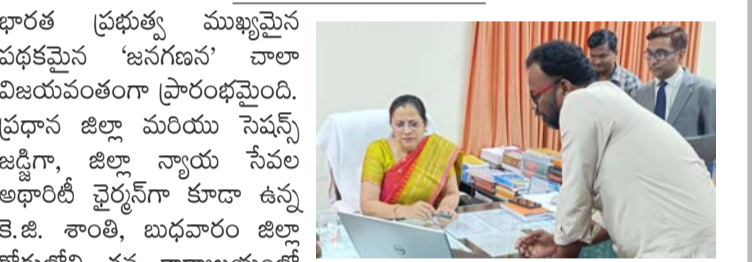 భారత ప్రభుత్వ ముఖ్యమైన
పథకమైన ‘జనగణన’ చాలా
విజయవంతంగా ప్రారంభమైంది.
ప్రధాన జిల్లా మరియు సెషన్స్
జడ్జిగా, జిల్లా న్యాయ సేవల
అథారిటీ ఛైర్మన్‌గా కూడా ఉన్న
కె.జి. శాంతి, బుధవారం జిల్లా